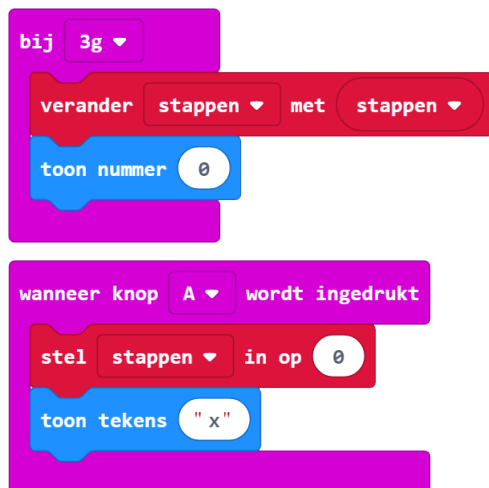 bij 3g
verander stappen met stappen
toon nummer 0
wanneer knop A wordt ingedrukt
stel stappen in op 0
toon tekens "x"